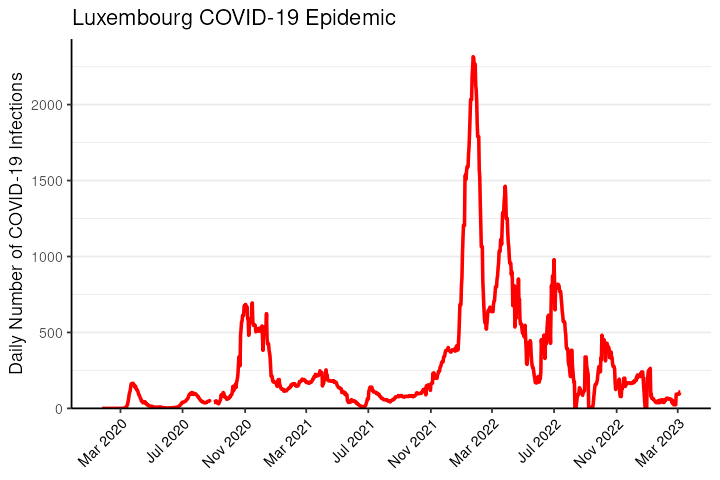 Luxembourg COVID-19 Epidemic
Daily Number of COVID-19 Infections
2000
1500
1000
500
0
Mar 2020
Jul 2020
Nov 2020
Mar 2021
Jul 2021
Nov 2021
Mar 2022
Jul 2022
Nov 2022
Mar 2023